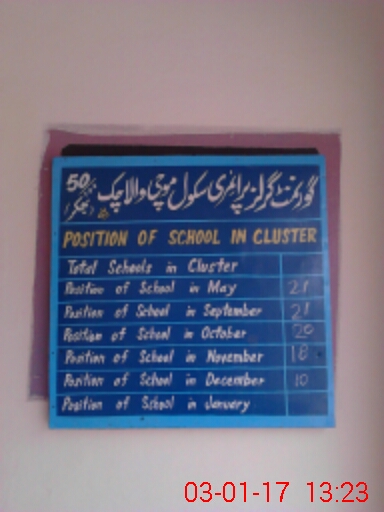 گورنمنٹ گرلز پرائمری سکول موچی والا چک 50
(بھکر)
POSITION OF SCHOOL IN CLUSTER
Total Schools in Cluster
Position of School in May 21
Position of School in September 21
Position of School in October 20
Position of School in November 18
Position of School in December 10
Position of School in January
03-01-17 13:23